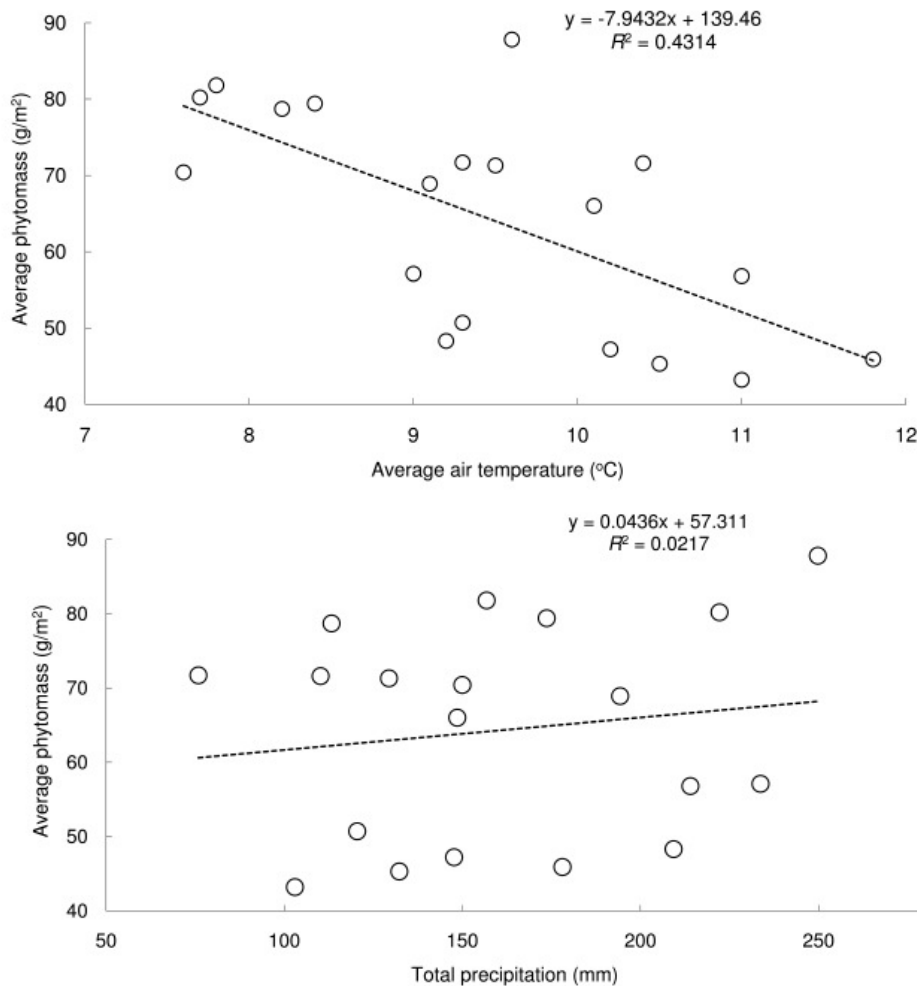 y = -7.9432x + 139.46
R² = 0.4314
90
80
70
60
50
40
Average phytomass (g/m²)
7 8 9 10 11 12
Average air temperature (°C)
y = 0.0436x + 57.311
R² = 0.0217
90
80
70
60
50
40
Average phytomass (g/m²)
50 100 150 200 250
Total precipitation (mm)